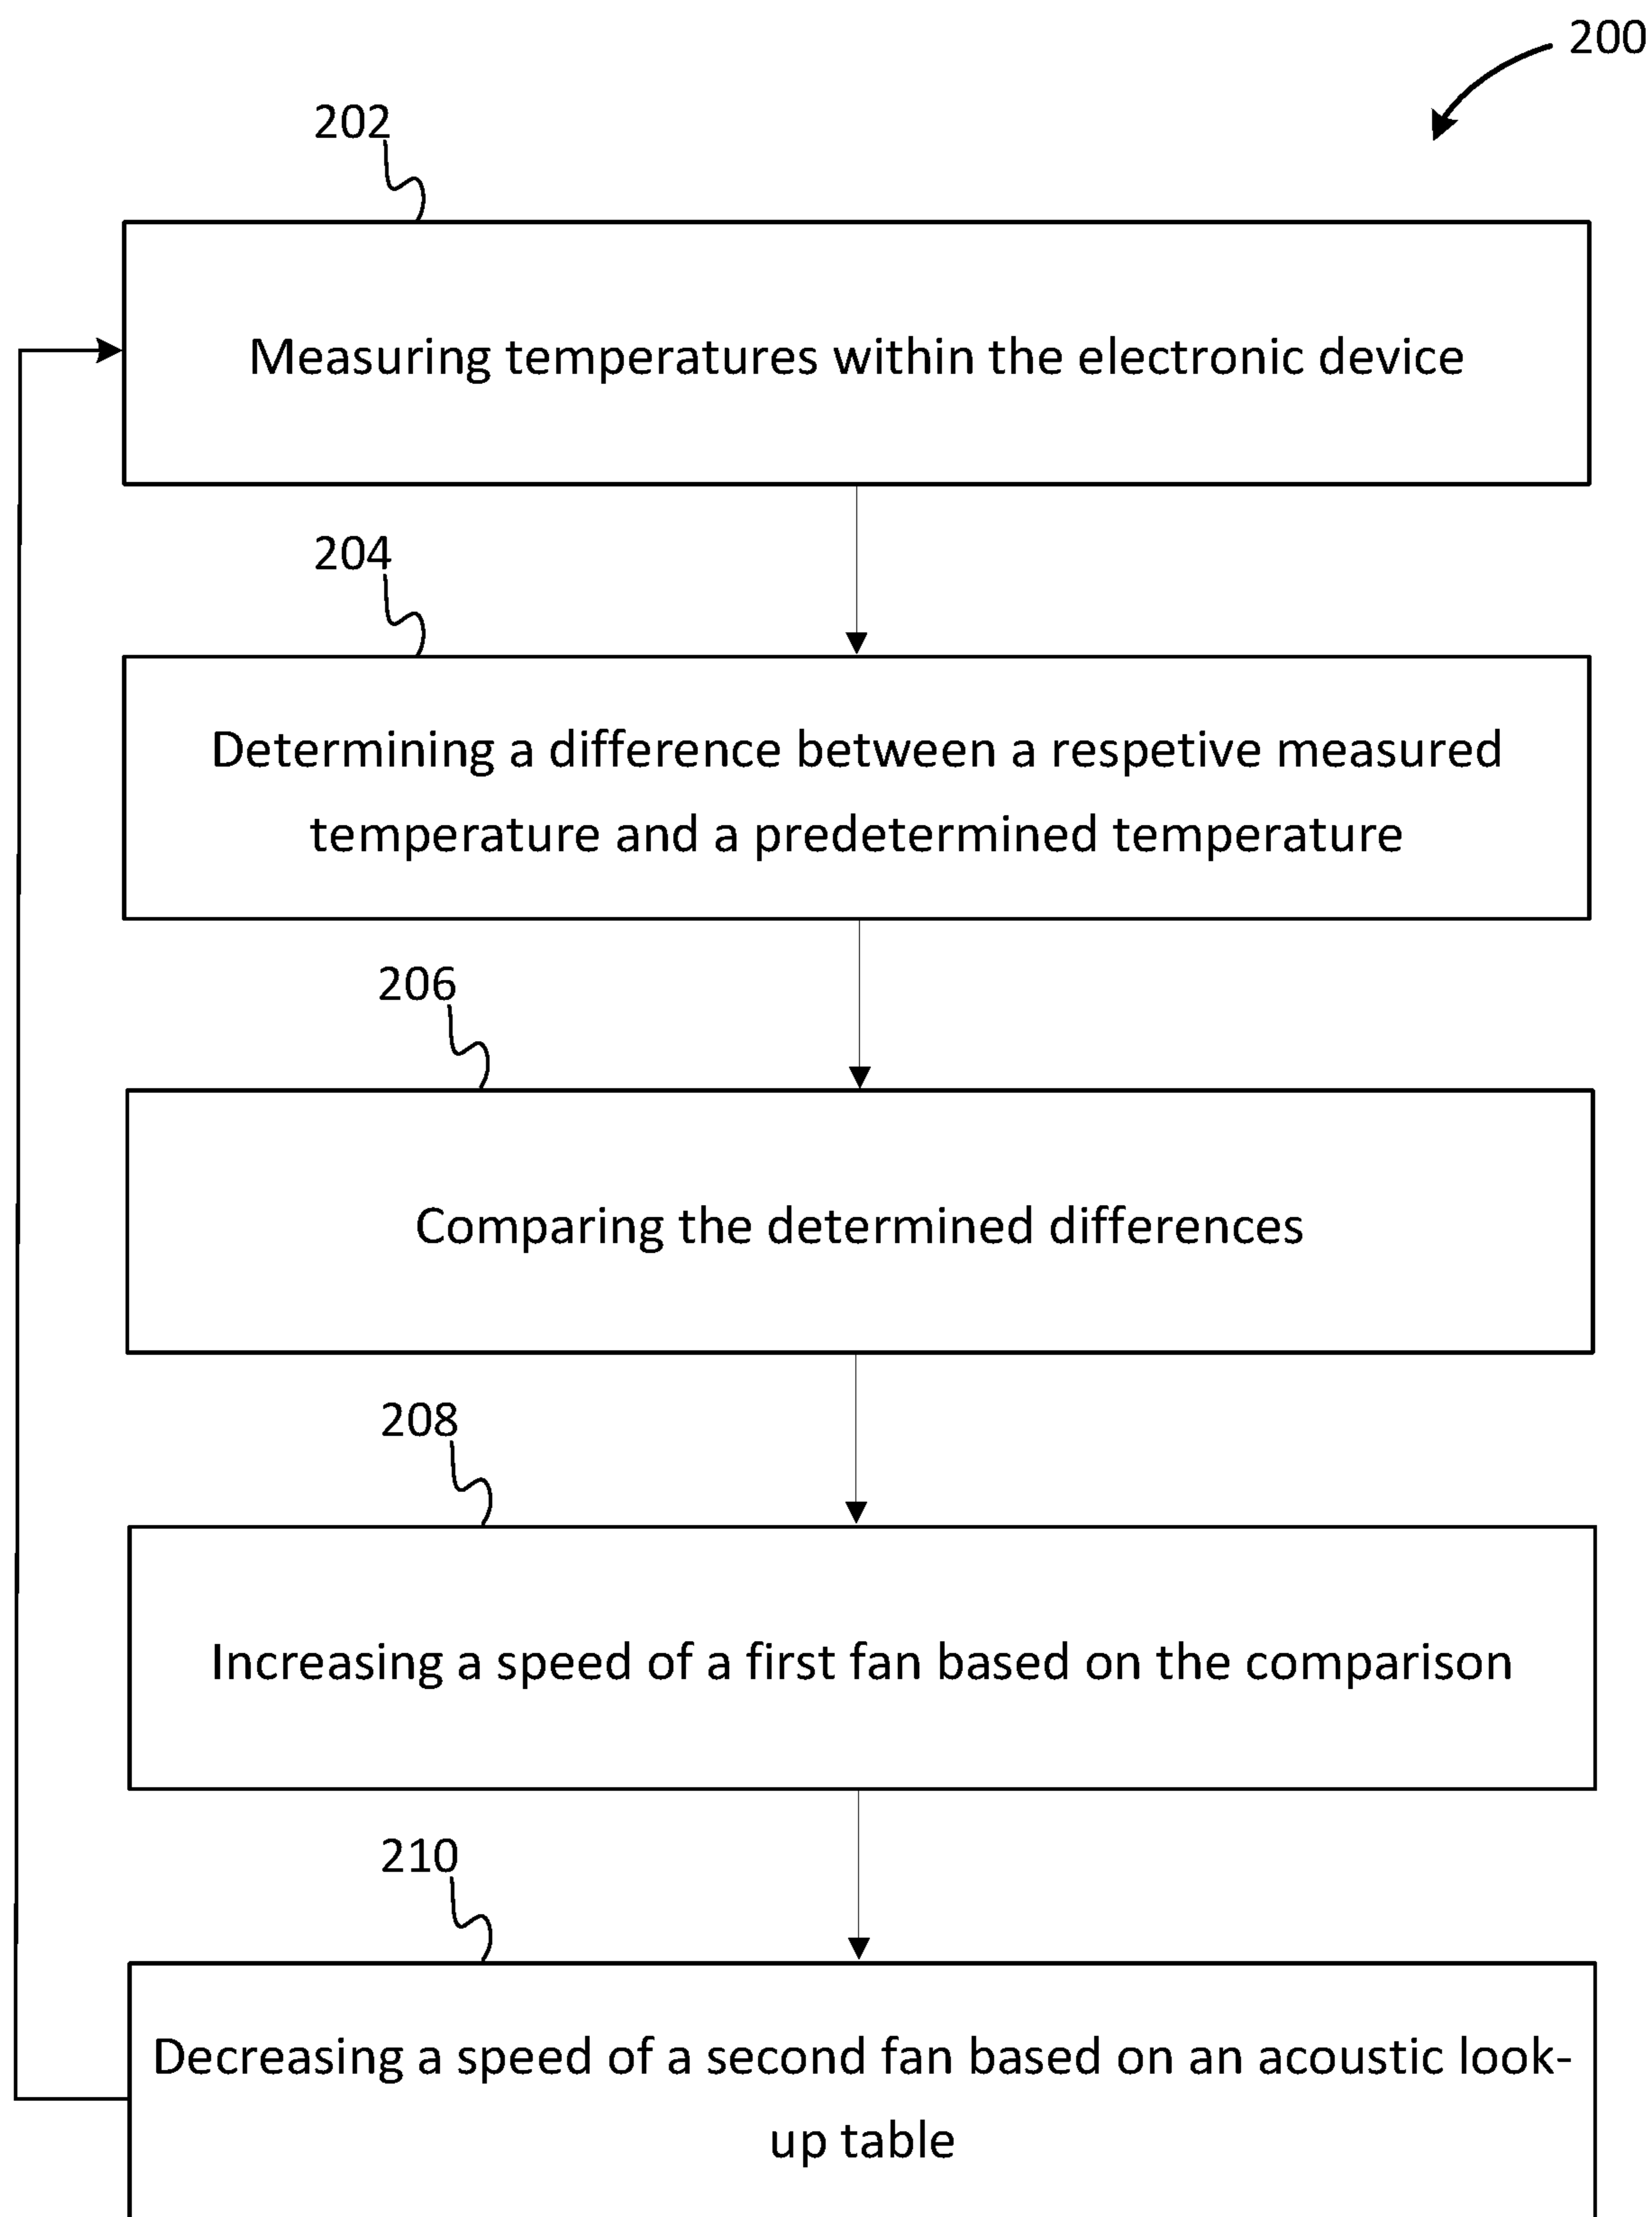 200
202
Measuring temperatures within the electronic device
204
Determining a difference between a respetive measured
temperature and a predetermined temperature
206
Comparing the determined differences
208
Increasing a speed of a first fan based on the comparison
210
Decreasing a speed of a second fan based on an acoustic look-
up table